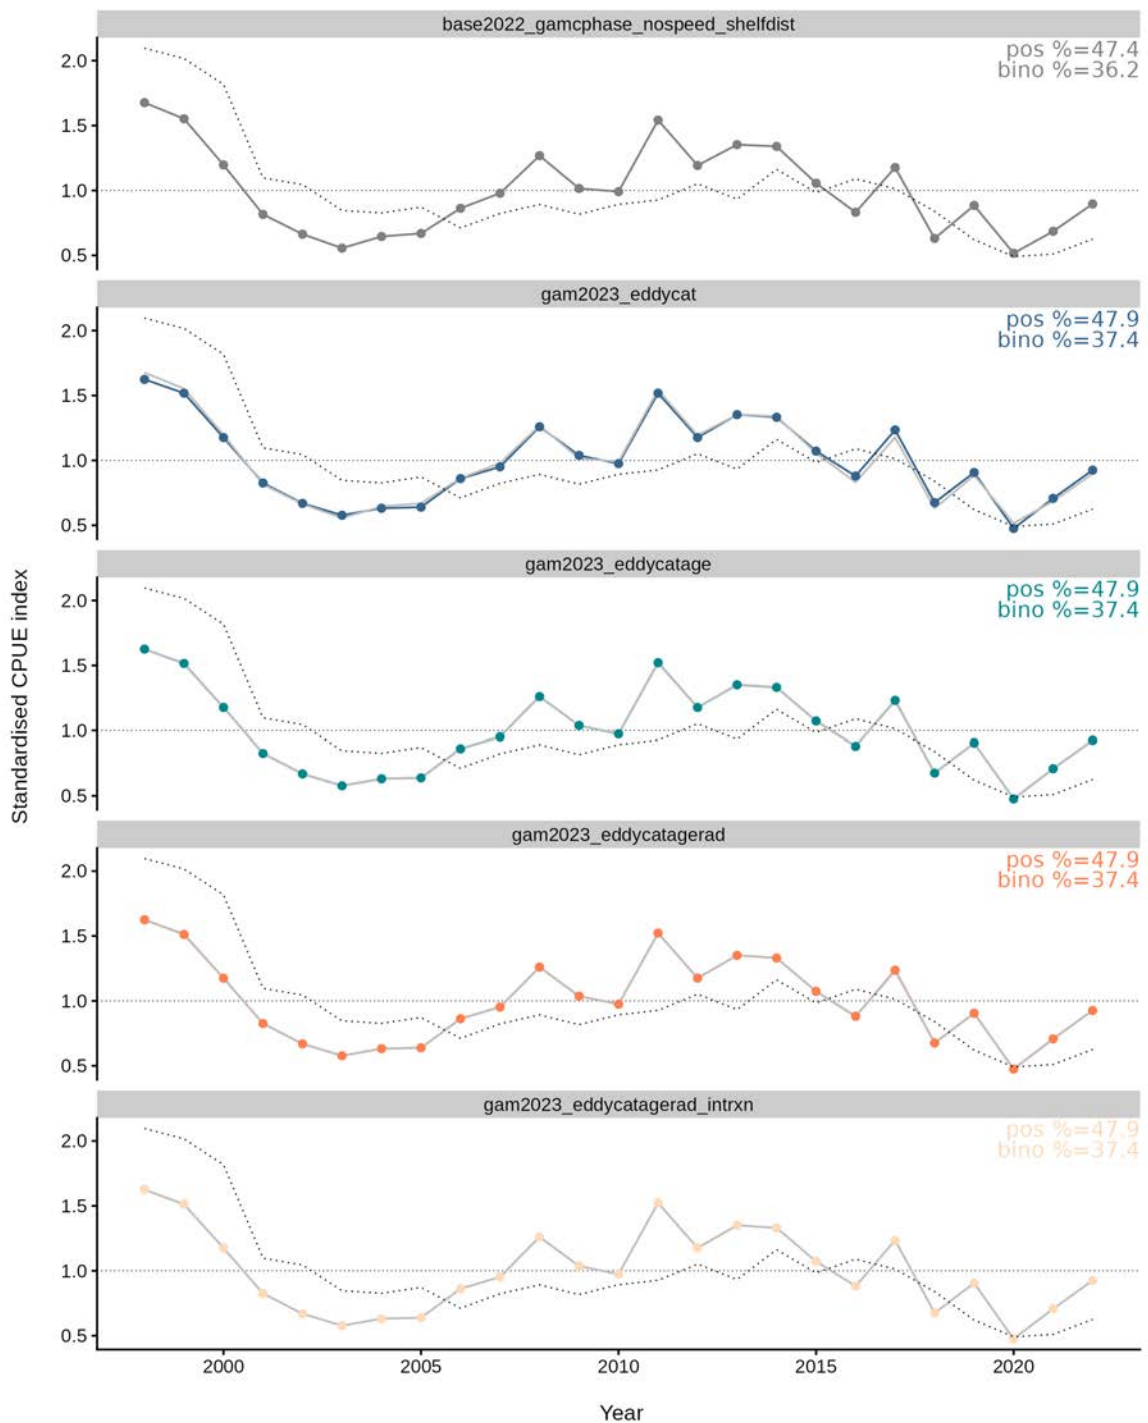 base2022_gamcphase_nospeed_shelfdist
pos %=47.4
bino %=36.2
2.0
1.5
1.0
0.5
gam2023_eddycat
pos %=47.9
bino %=37.4
2.0
1.5
1.0
0.5
gam2023_eddycatage
pos %=47.9
bino %=37.4
2.0
1.5
1.0
0.5
Standardised CPUE index
gam2023_eddycatagerad
pos %=47.9
bino %=37.4
2.0
1.5
1.0
0.5
gam2023_eddycatagerad_intrxn
pos %=47.9
bino %=37.4
2.0
1.5
1.0
0.5
2000 2005 2010 2015 2020
Year